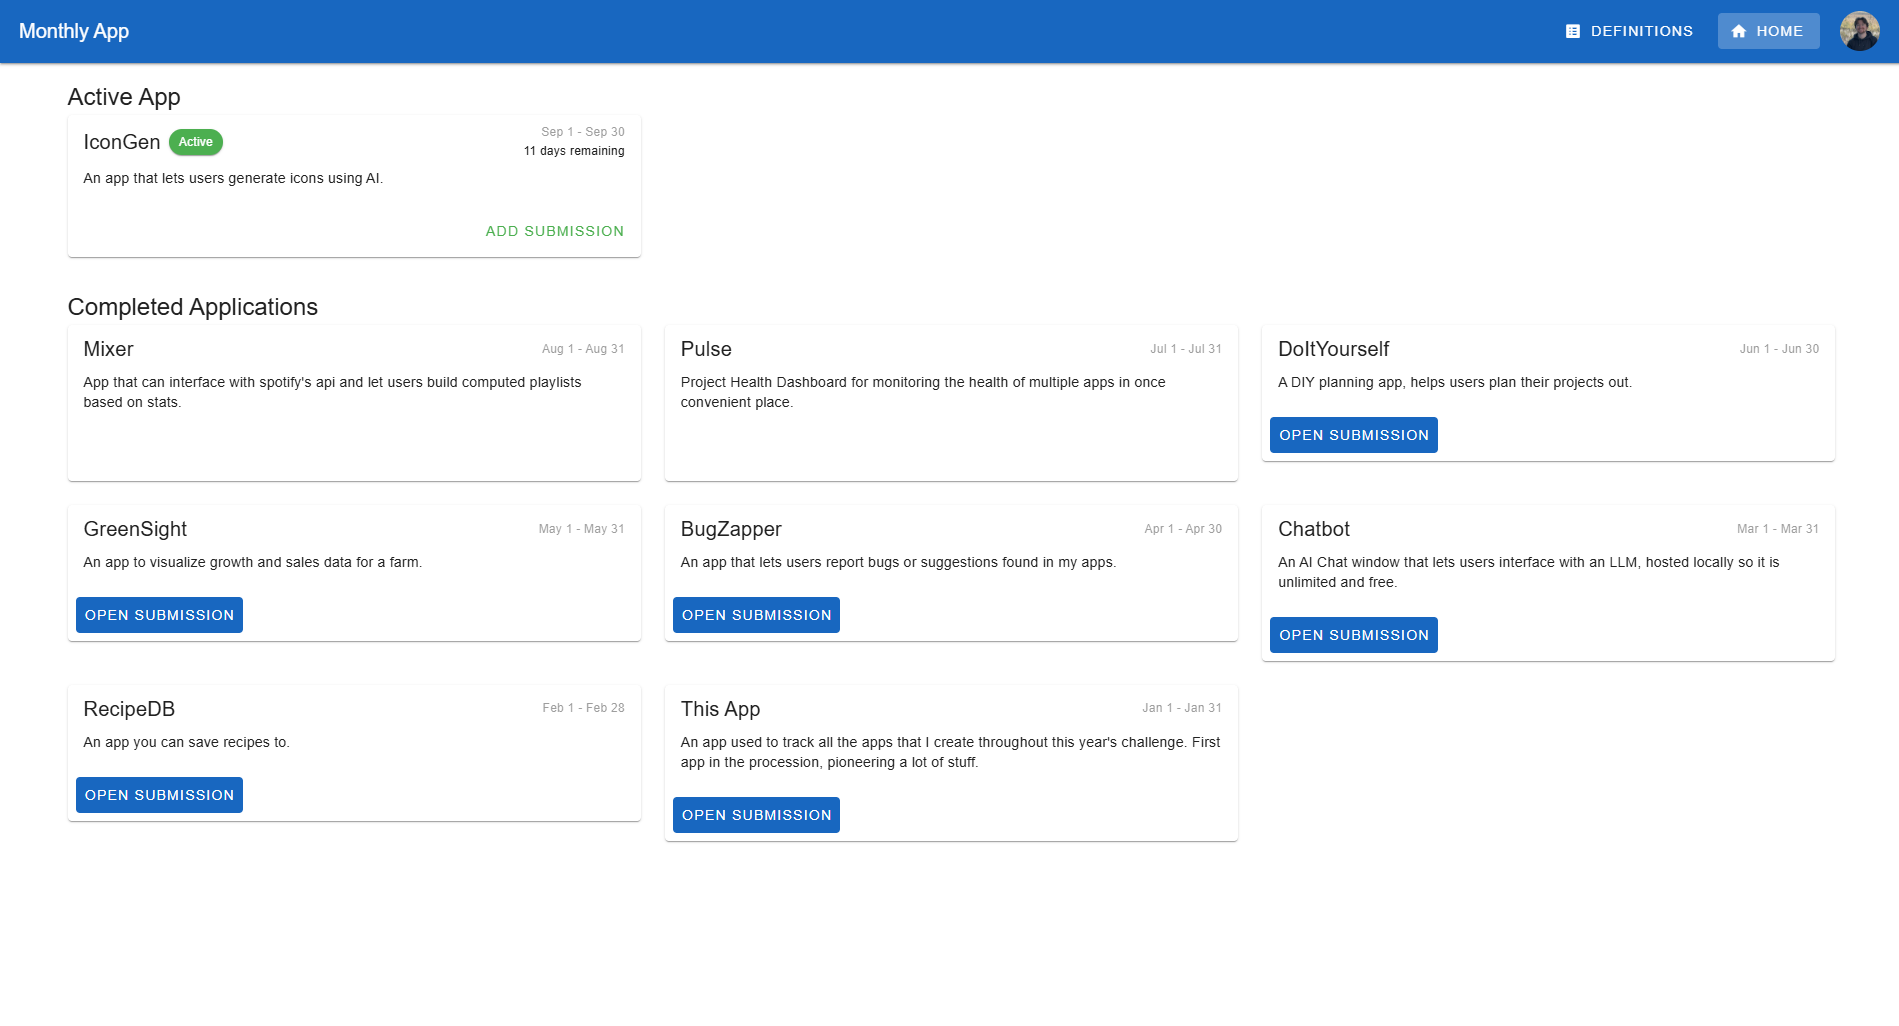 Monthly App
DEFINITIONS
HOME
Active App
IconGen
Active
Sep 1 - Sep 30
11 days remaining
An app that lets users generate icons using AI.
ADD SUBMISSION
Completed Applications
Mixer
Aug 1 - Aug 31
App that can interface with spotify's api and let users build computed playlists
based on stats.
Pulse
Jul 1 - Jul 31
Project Health Dashboard for monitoring the health of multiple apps in once
convenient place.
DoItYourself
Jun 1 - Jun 30
A DIY planning app, helps users plan their projects out.
OPEN SUBMISSION
GreenSight
May 1 - May 31
An app to visualize growth and sales data for a farm.
OPEN SUBMISSION
BugZapper
Apr 1 - Apr 30
An app that lets users report bugs or suggestions found in my apps.
OPEN SUBMISSION
Chatbot
Mar 1 - Mar 31
An AI Chat window that lets users interface with an LLM, hosted locally so it is
unlimited and free.
OPEN SUBMISSION
RecipeDB
Feb 1 - Feb 28
An app you can save recipes to.
OPEN SUBMISSION
This App
Jan 1 - Jan 31
An app used to track all the apps that I create throughout this year's challenge. First
app in the procession, pioneering a lot of stuff.
OPEN SUBMISSION